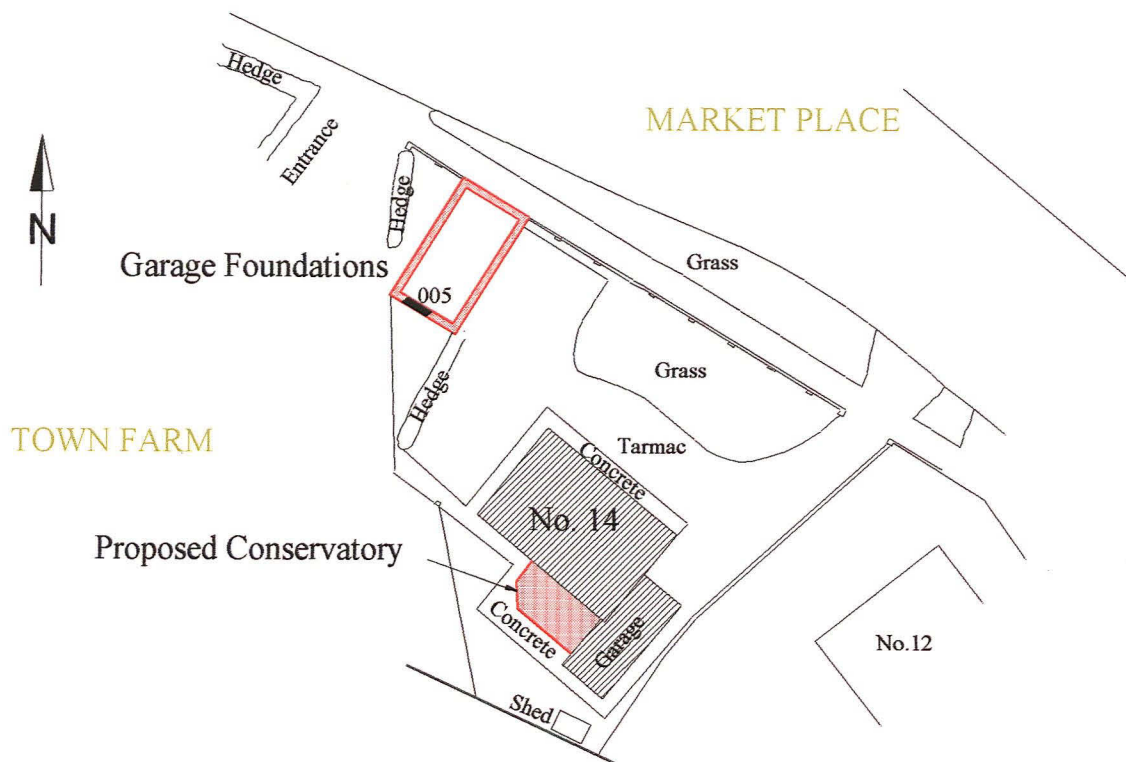 Hedge
MARKET PLACE
Entrance
Hedge
N
Garage Foundations
Grass
005
Grass
Hedge
TOWN FARM
Tarmac
Concrete
No. 14
Proposed Conservatory
Concrete
Garage
No.12
Shed